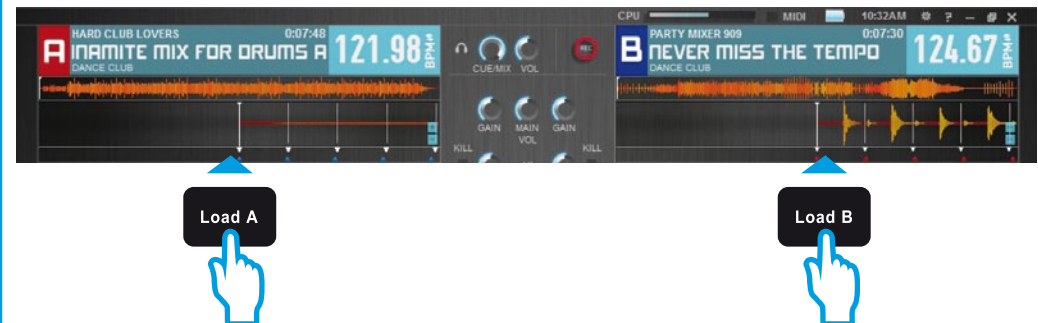 CPU MIDI 10:32AM ?
A HARD CLUB LOVERS 0:07:48
INAMITE MIX FOR DRUMS A 121.98 BPM
DANCE CLUB
CUE/MIX VOL
REC
B PARTY MIXER 909 0:07:30
NEVER MISS THE TEMPO 124.67 BPM
DANCE CLUB
GAIN MAIN VOL GAIN
KILL KILL
Load A
Load B